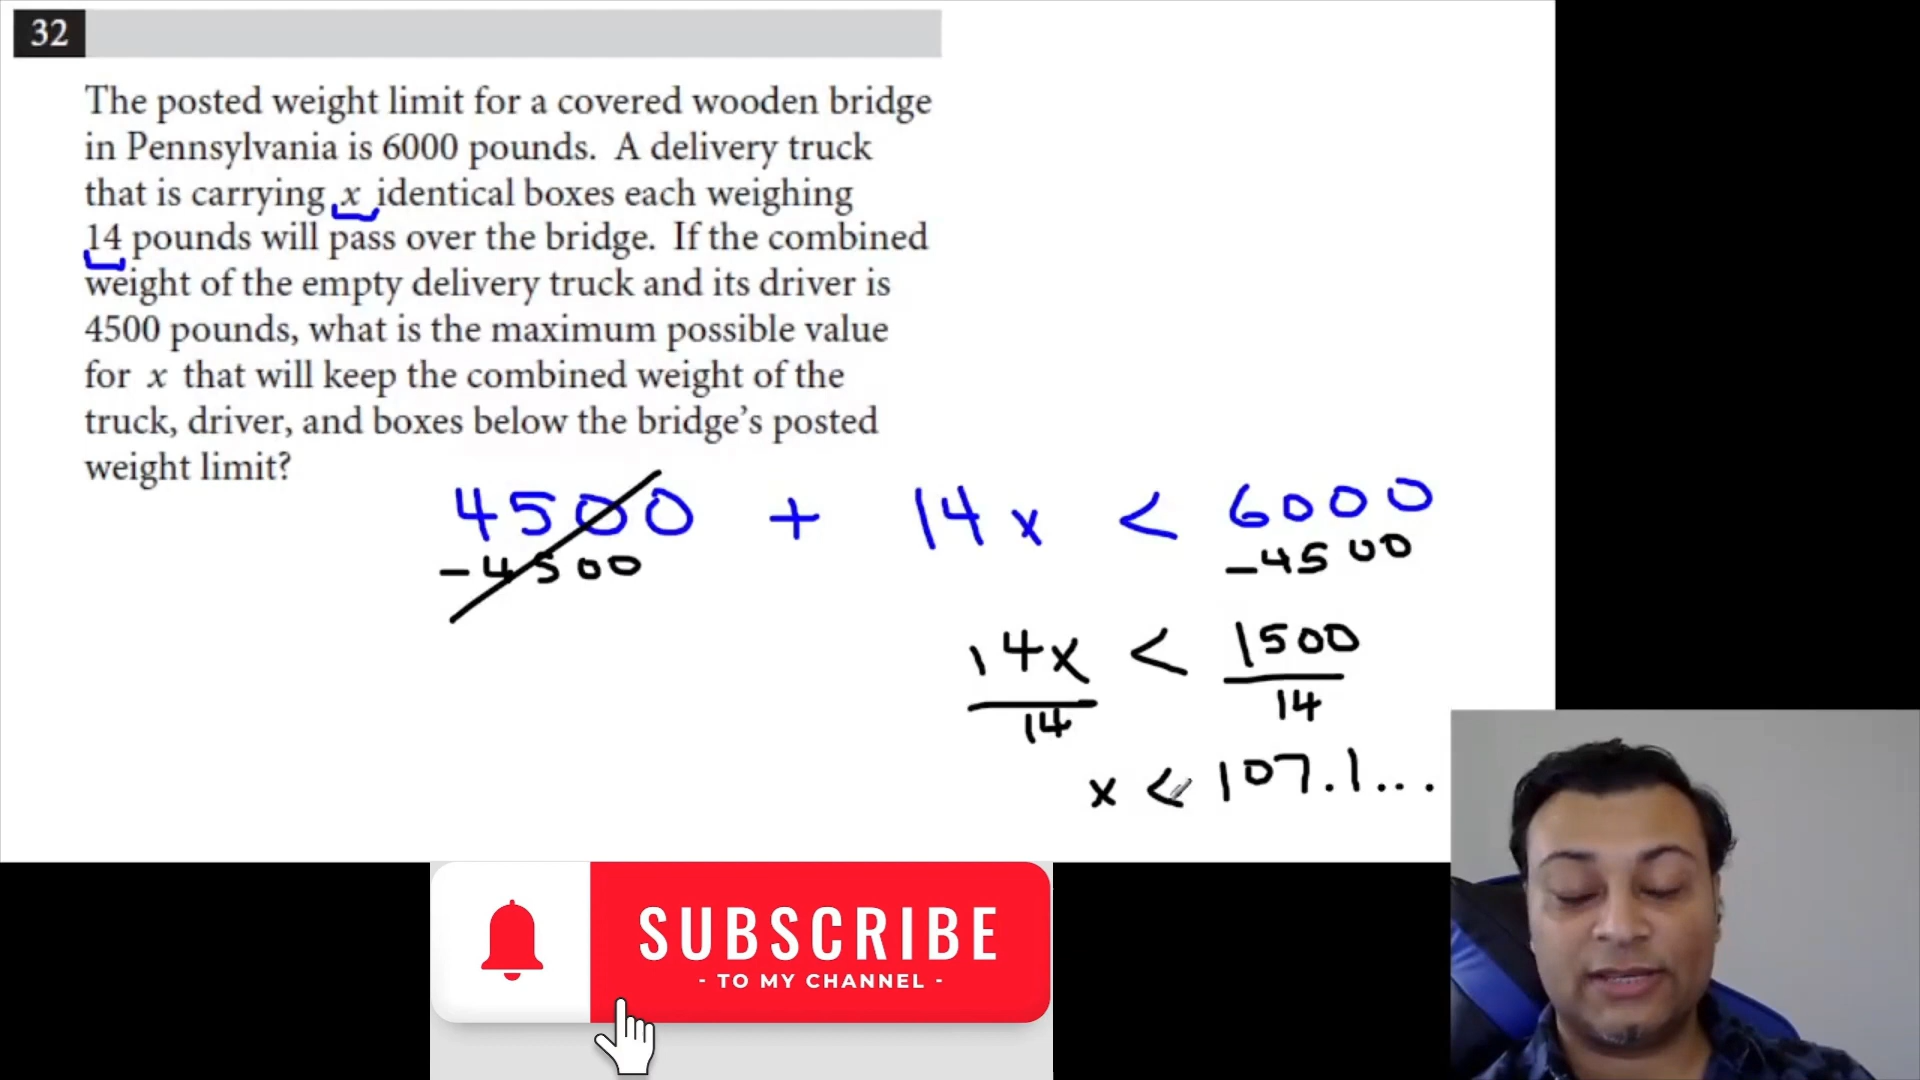 32
The posted weight limit for a covered wooden bridge
in Pennsylvania is 6000 pounds. A delivery truck
that is carrying x identical boxes each weighing
14 pounds will pass over the bridge. If the combined
weight of the empty delivery truck and its driver is
4500 pounds, what is the maximum possible value
for x that will keep the combined weight of the
truck, driver, and boxes below the bridge's posted
weight limit?
4500 + 14x < 6000
-4500 -4500
14x < 1500
14 14
x < 107.1...
SUBSCRIBE
- TO MY CHANNEL -